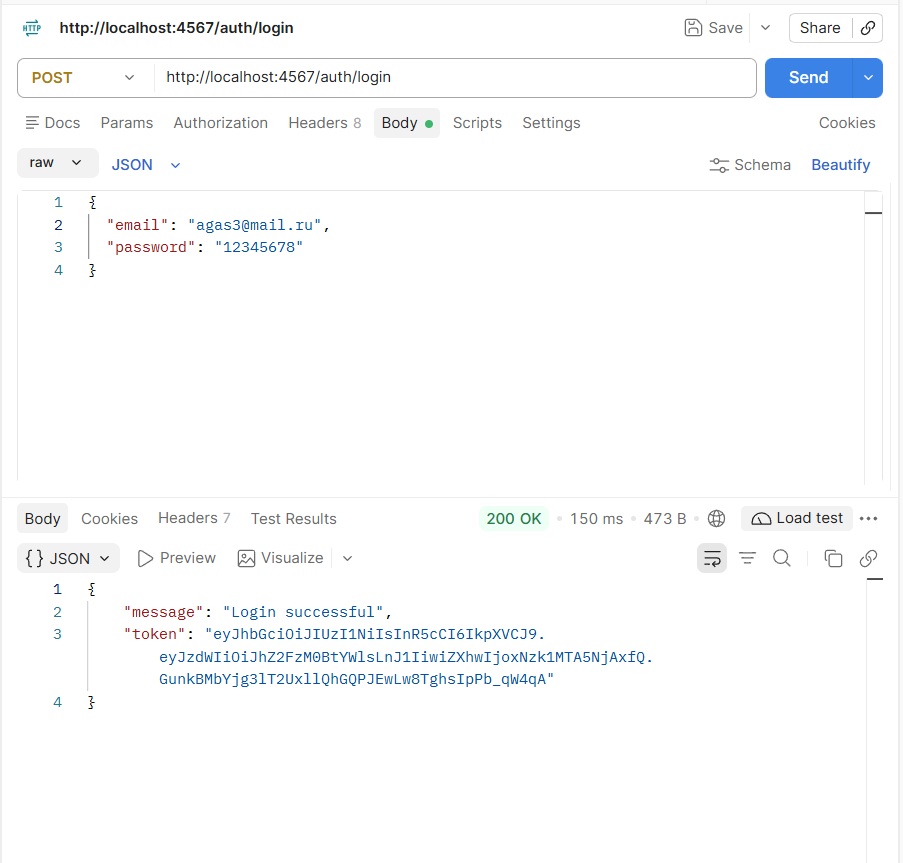 HTTP http://localhost:4567/auth/login Save Share
POST http://localhost:4567/auth/login Send
Docs Params Authorization Headers 8 Body Scripts Settings Cookies
raw JSON Schema Beautify
1 {
2 "email": "agas3@mail.ru",
3 "password": "12345678"
4 }
Body Cookies Headers 7 Test Results 200 OK 150 ms 473 B Load test
{} JSON Preview Visualize
1 {
2 "message": "Login successful",
3 "token": "eyJhbGciOiJIUzI1NiIsInR5cCI6IkpXVCJ9.
eyJzdWIiOiJhZ2FzM0BtYWlsLnJ1IiwiZXhwIjoxNzk1MTA5NjAxfQ.
GunkBMbYjg3lT2UxllQhGQPJEwLw8TghsIpPb_qW4qA"
4 }